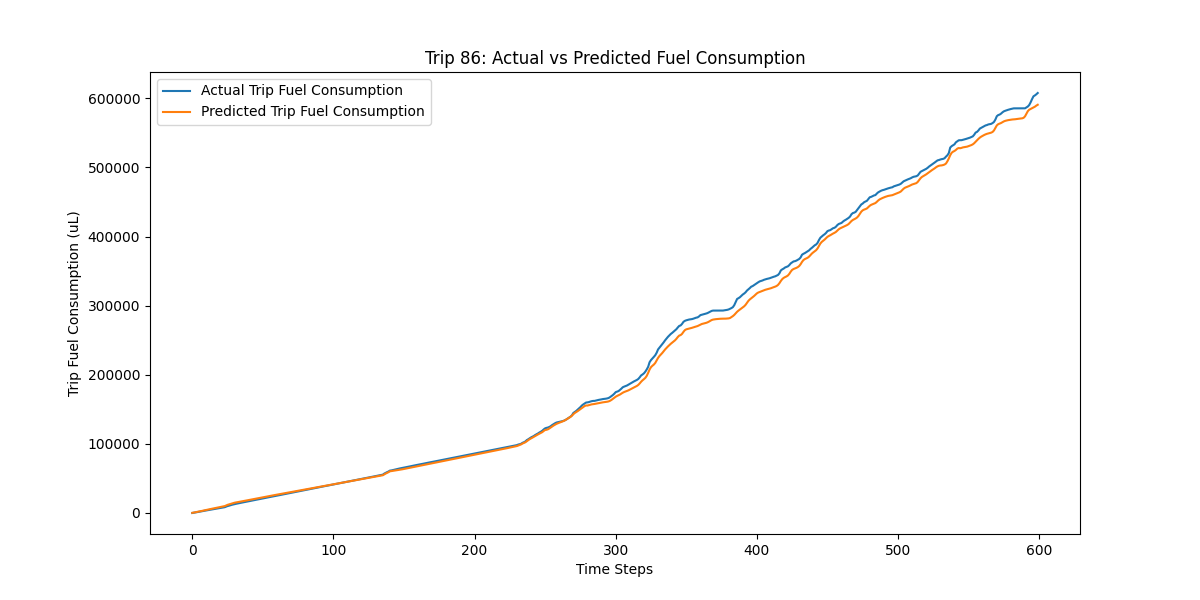 Trip 86: Actual vs Predicted Fuel Consumption
Actual Trip Fuel Consumption
Predicted Trip Fuel Consumption
Trip Fuel Consumption (uL)
600000
500000
400000
300000
200000
100000
0
0 100 200 300 400 500 600
Time Steps